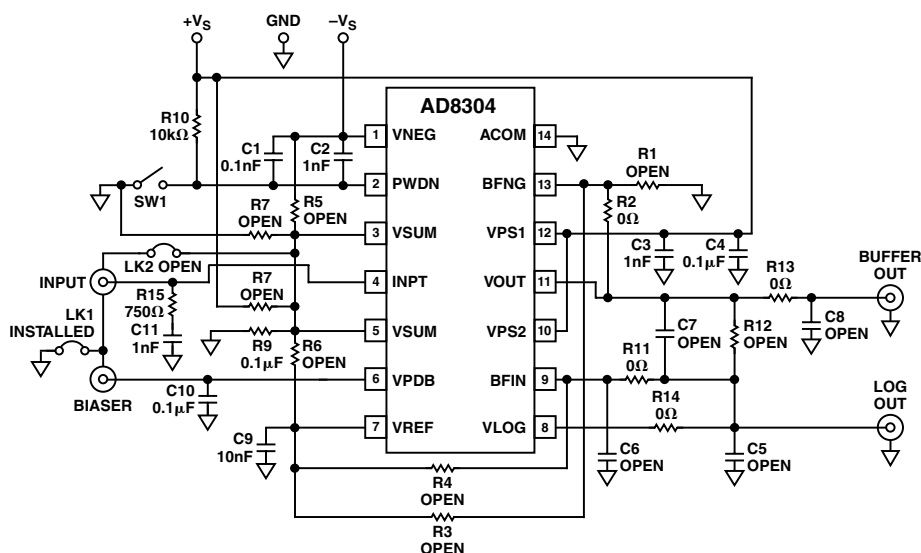 +VS
GND
–VS
AD8304
R10
10kΩ
C1
0.1nF
C2
1nF
1
VNEG
ACOM
14
R1
OPEN
2
PWDN
BFNG
13
SW1
R7
OPEN
R5
OPEN
R2
0Ω
3
VSUM
VPS1
12
C3
1nF
C4
0.1µF
LK2 OPEN
BUFFER
OUT
INPUT
4
INPT
VOUT
11
R13
0Ω
R15
750Ω
R7
OPEN
LK1
INSTALLED
C11
1nF
5
VSUM
VPS2
10
C7
OPEN
R12
OPEN
C8
OPEN
R9
0.1µF
R6
OPEN
R11
0Ω
6
VPDB
BFIN
9
BIASER
C10
0.1µF
R14
0Ω
LOG
OUT
7
VREF
VLOG
8
C9
10nF
C6
OPEN
C5
OPEN
R4
OPEN
R3
OPEN